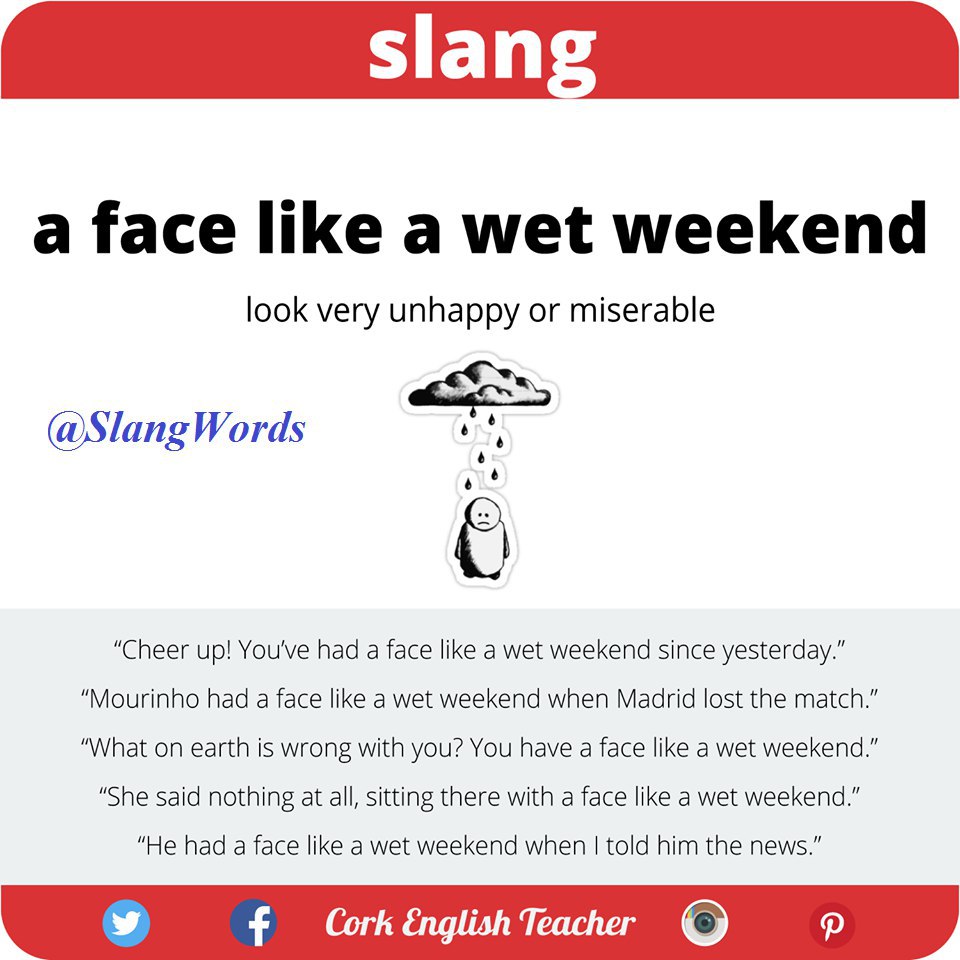 slang
a face like a wet weekend
look very unhappy or miserable
@SlangWords
“Cheer up! You’ve had a face like a wet weekend since yesterday.”
“Mourinho had a face like a wet weekend when Madrid lost the match.”
“What on earth is wrong with you? You have a face like a wet weekend.”
“She said nothing at all, sitting there with a face like a wet weekend.”
“He had a face like a wet weekend when I told him the news.”
Cork English Teacher